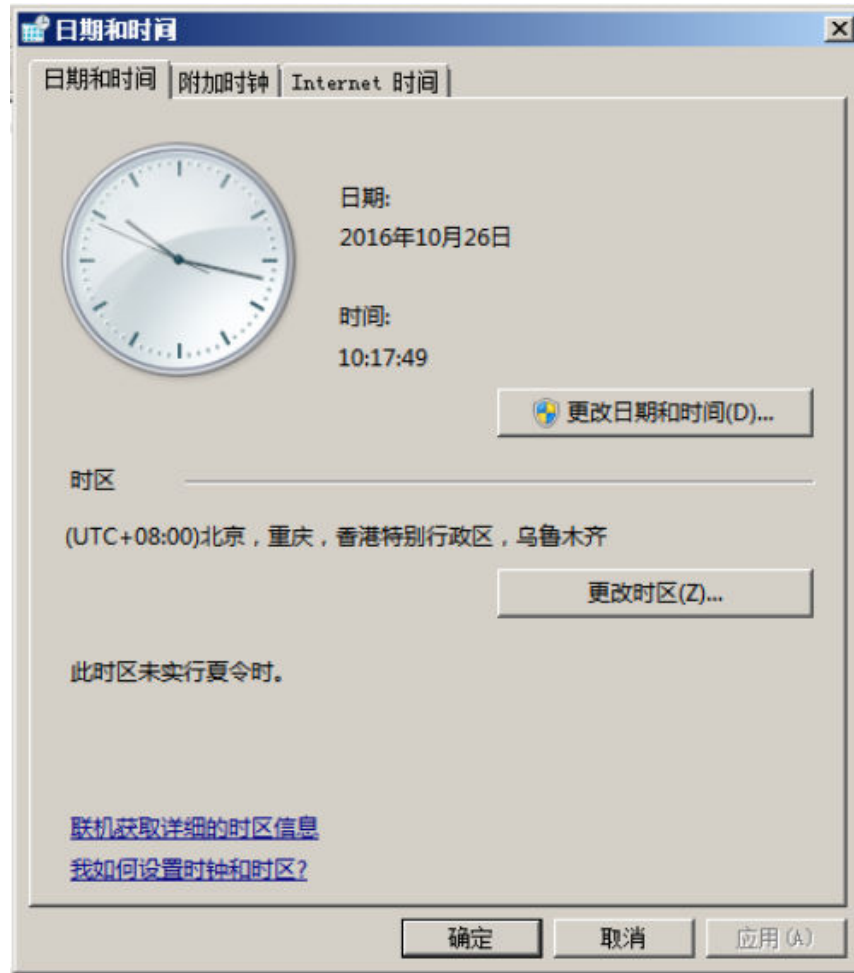 日期和时间
日期和时间 附加时钟 Internet 时间
日期:
2016年10月26日
时间:
10:17:49
更改日期和时间(D)...
时区
(UTC+08:00)北京，重庆，香港特别行政区，乌鲁木齐
更改时区(Z)...
此时区未实行夏令时。
联机获取详细的时区信息
我如何设置时钟和时区?
确定 取消 应用(A)